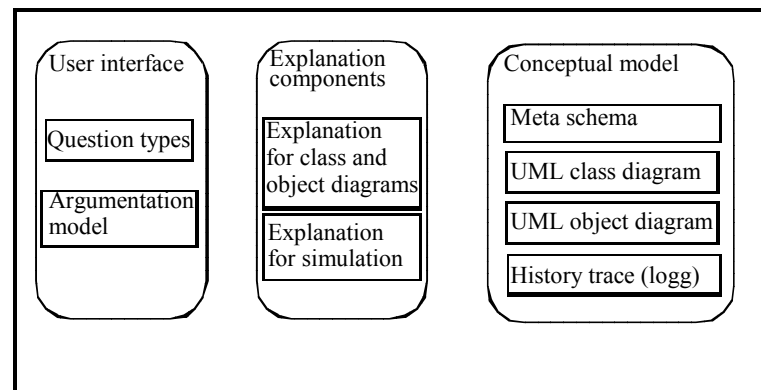 User interface
Question types
Argumentation
model
Explanation
components
Explanation
for class and
object diagrams
Explanation
for simulation
Conceptual model
Meta schema
UML class diagram
UML object diagram
History trace (logg)